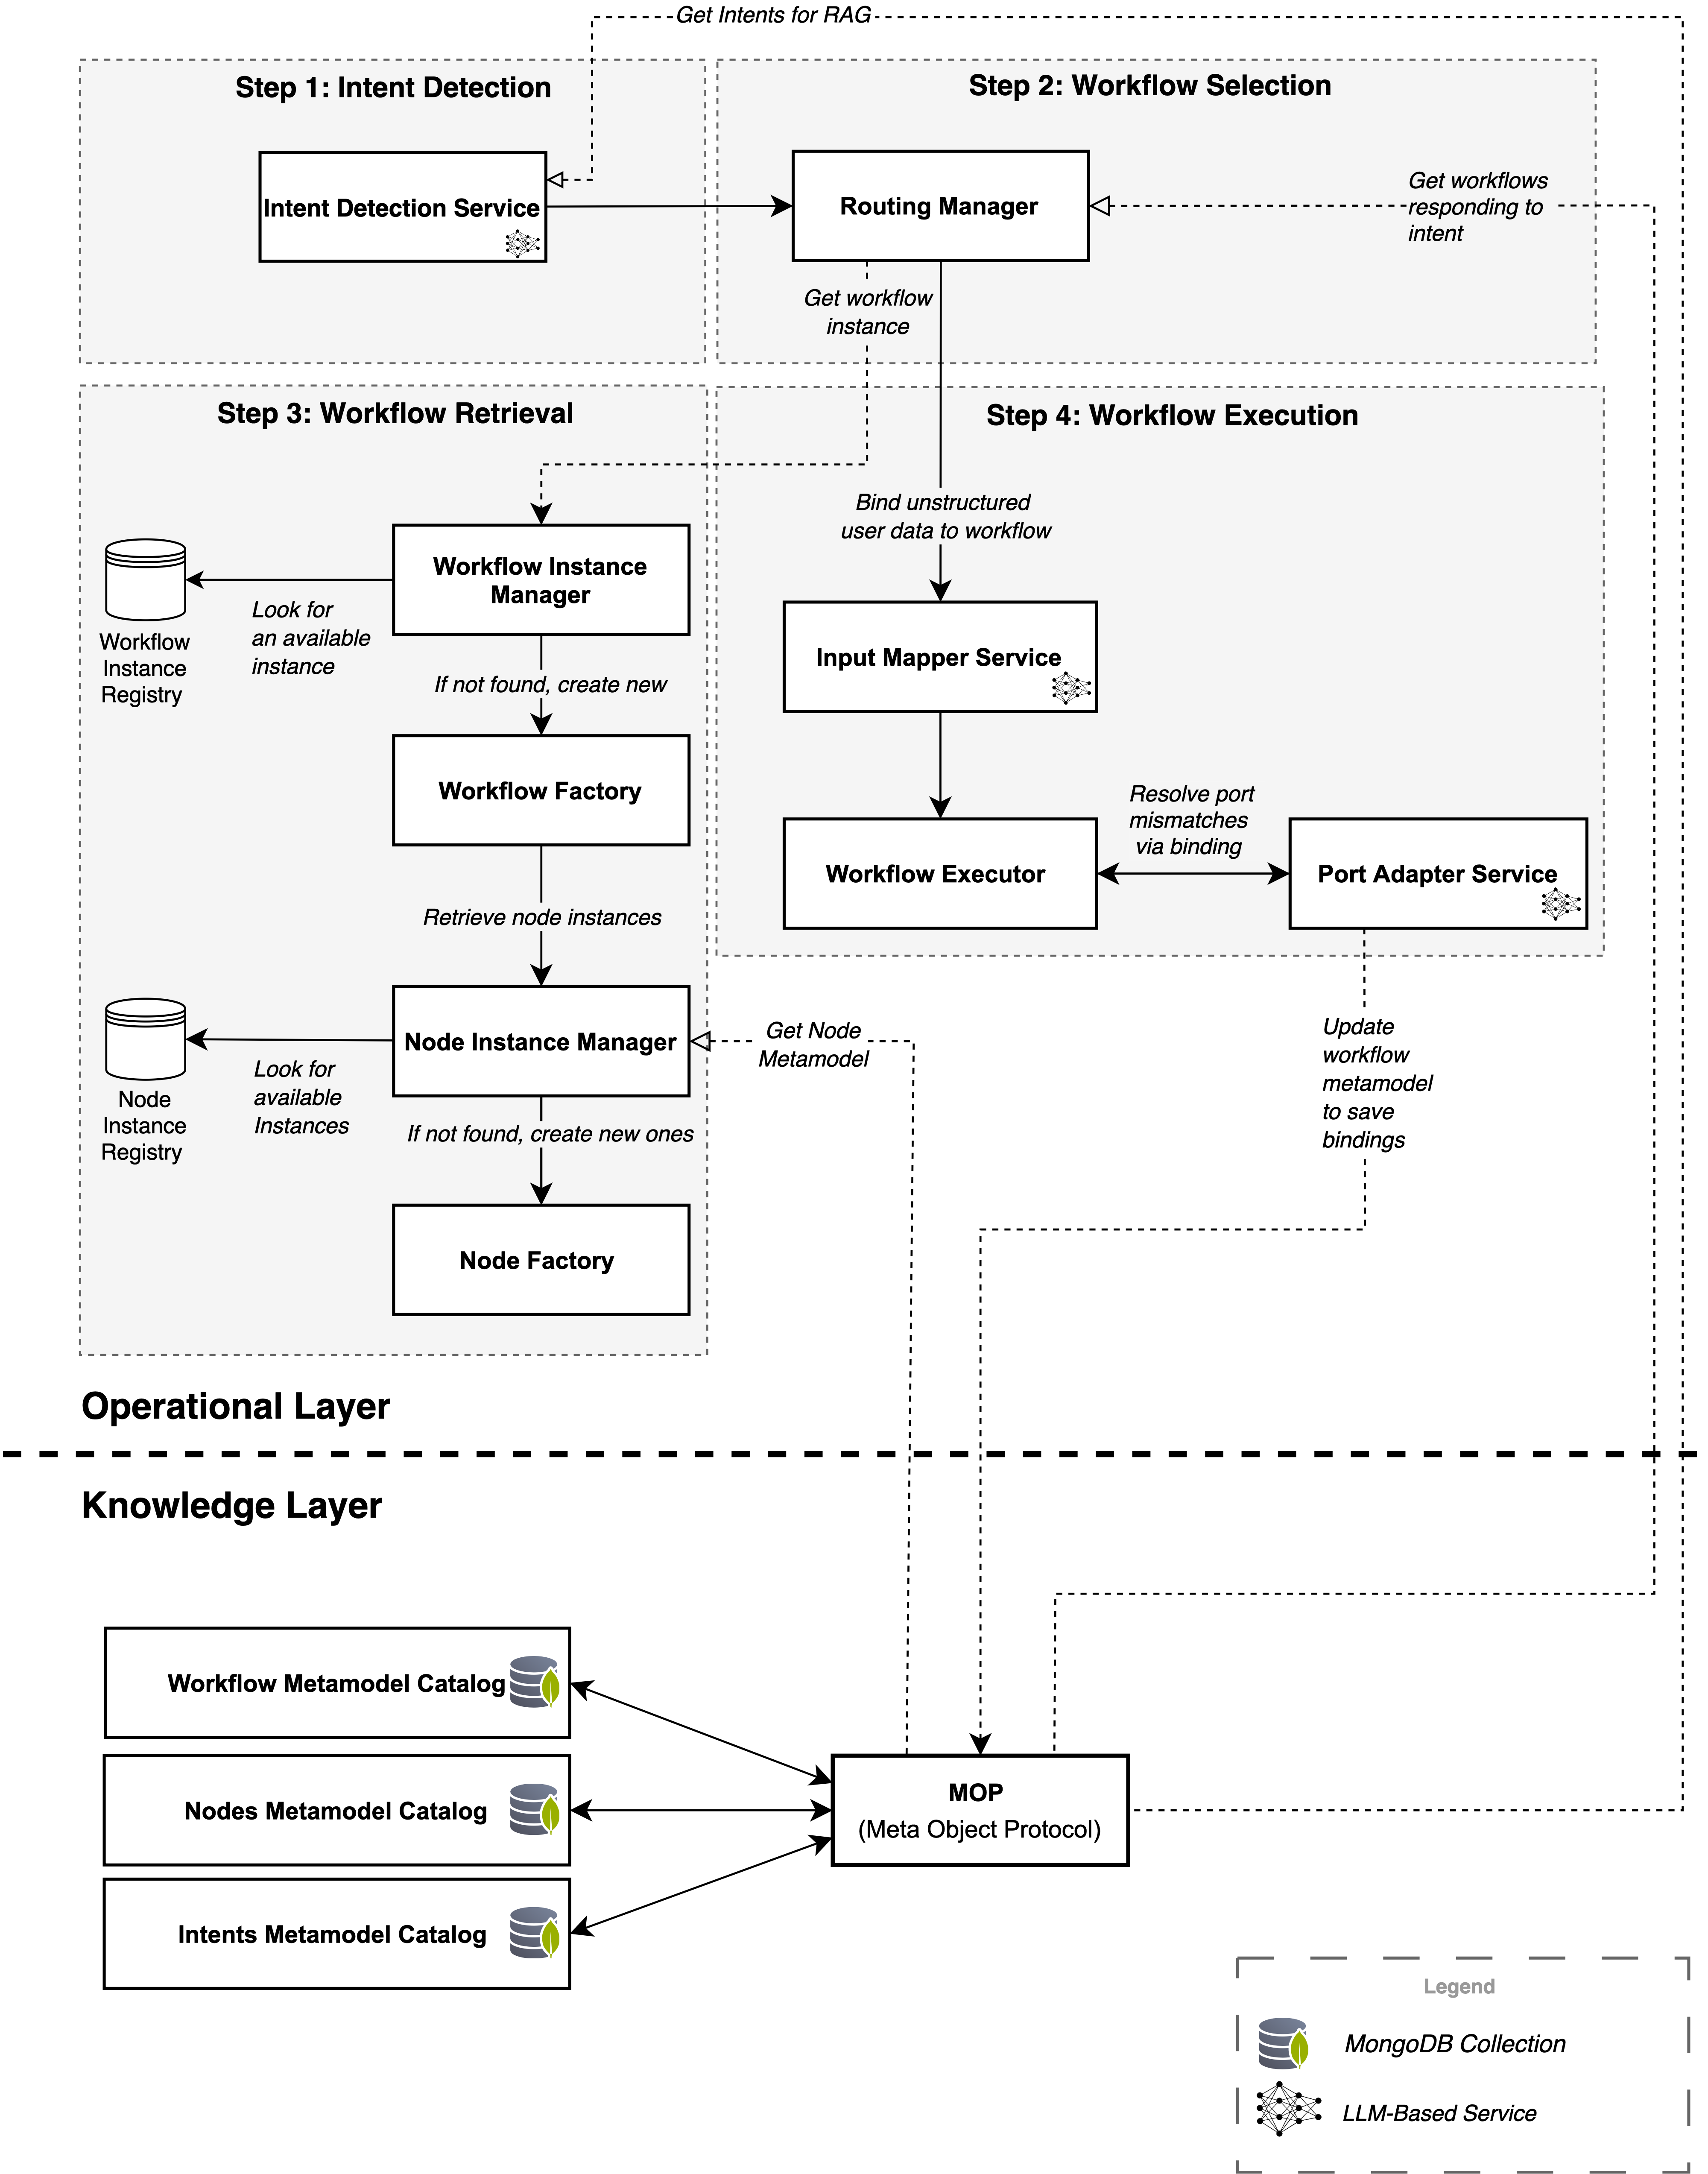 Get Intents for RAG
Step 1: Intent Detection
Intent Detection Service
Step 2: Workflow Selection
Routing Manager
Get workflows
responding to
intent
Get workflow
instance
Step 3: Workflow Retrieval
Workflow Instance
Manager
Workflow
Instance
Registry
Look for
an available
instance
If not found, create new
Workflow Factory
Retrieve node instances
Node Instance Manager
Node
Instance
Registry
Look for
available
Instances
If not found, create new ones
Node Factory
Step 4: Workflow Execution
Bind unstructured
user data to workflow
Input Mapper Service
Workflow Executor
Resolve port
mismatches
via binding
Port Adapter Service
Get Node
Metamodel
Update
workflow
metamodel
to save
bindings
Operational Layer
Knowledge Layer
Workflow Metamodel Catalog
Nodes Metamodel Catalog
Intents Metamodel Catalog
MOP
(Meta Object Protocol)
Legend
MongoDB Collection
LLM-Based Service